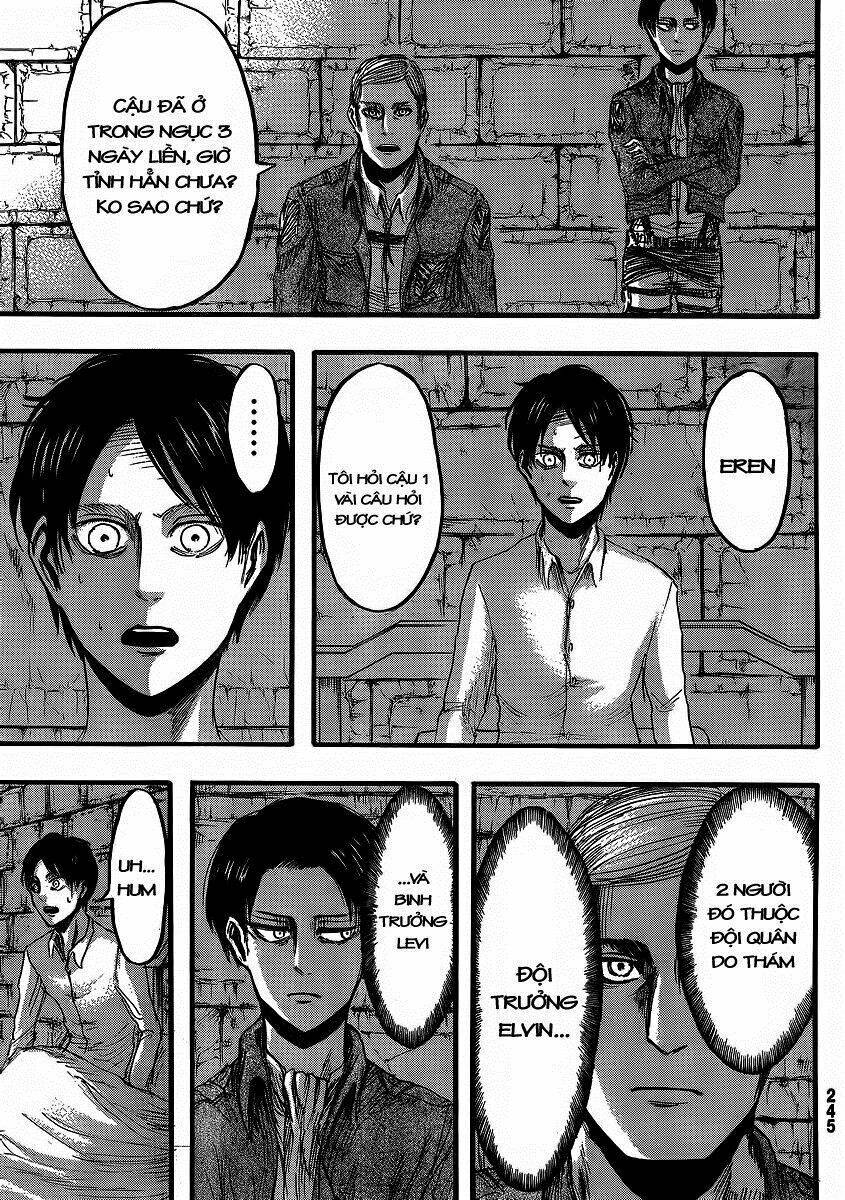 CẬU ĐÃ Ở
TRONG NGỤC 3
NGÀY LIỀN, GIỜ
TỈNH HẲN CHƯA?
KO SAO CHỨ?
EREN
TÔI HỎI CẬU 1
VÀI CÂU HỎI
ĐƯỢC CHỨ?
......
2 NGƯỜI
ĐÓ THUỘC
ĐỘI QUÂN
DO THÁM
ĐỘI
TRƯỞNG
ELVIN...
...VÀ
BINH
TRƯỞNG
LEVI
UH...
HUM
245